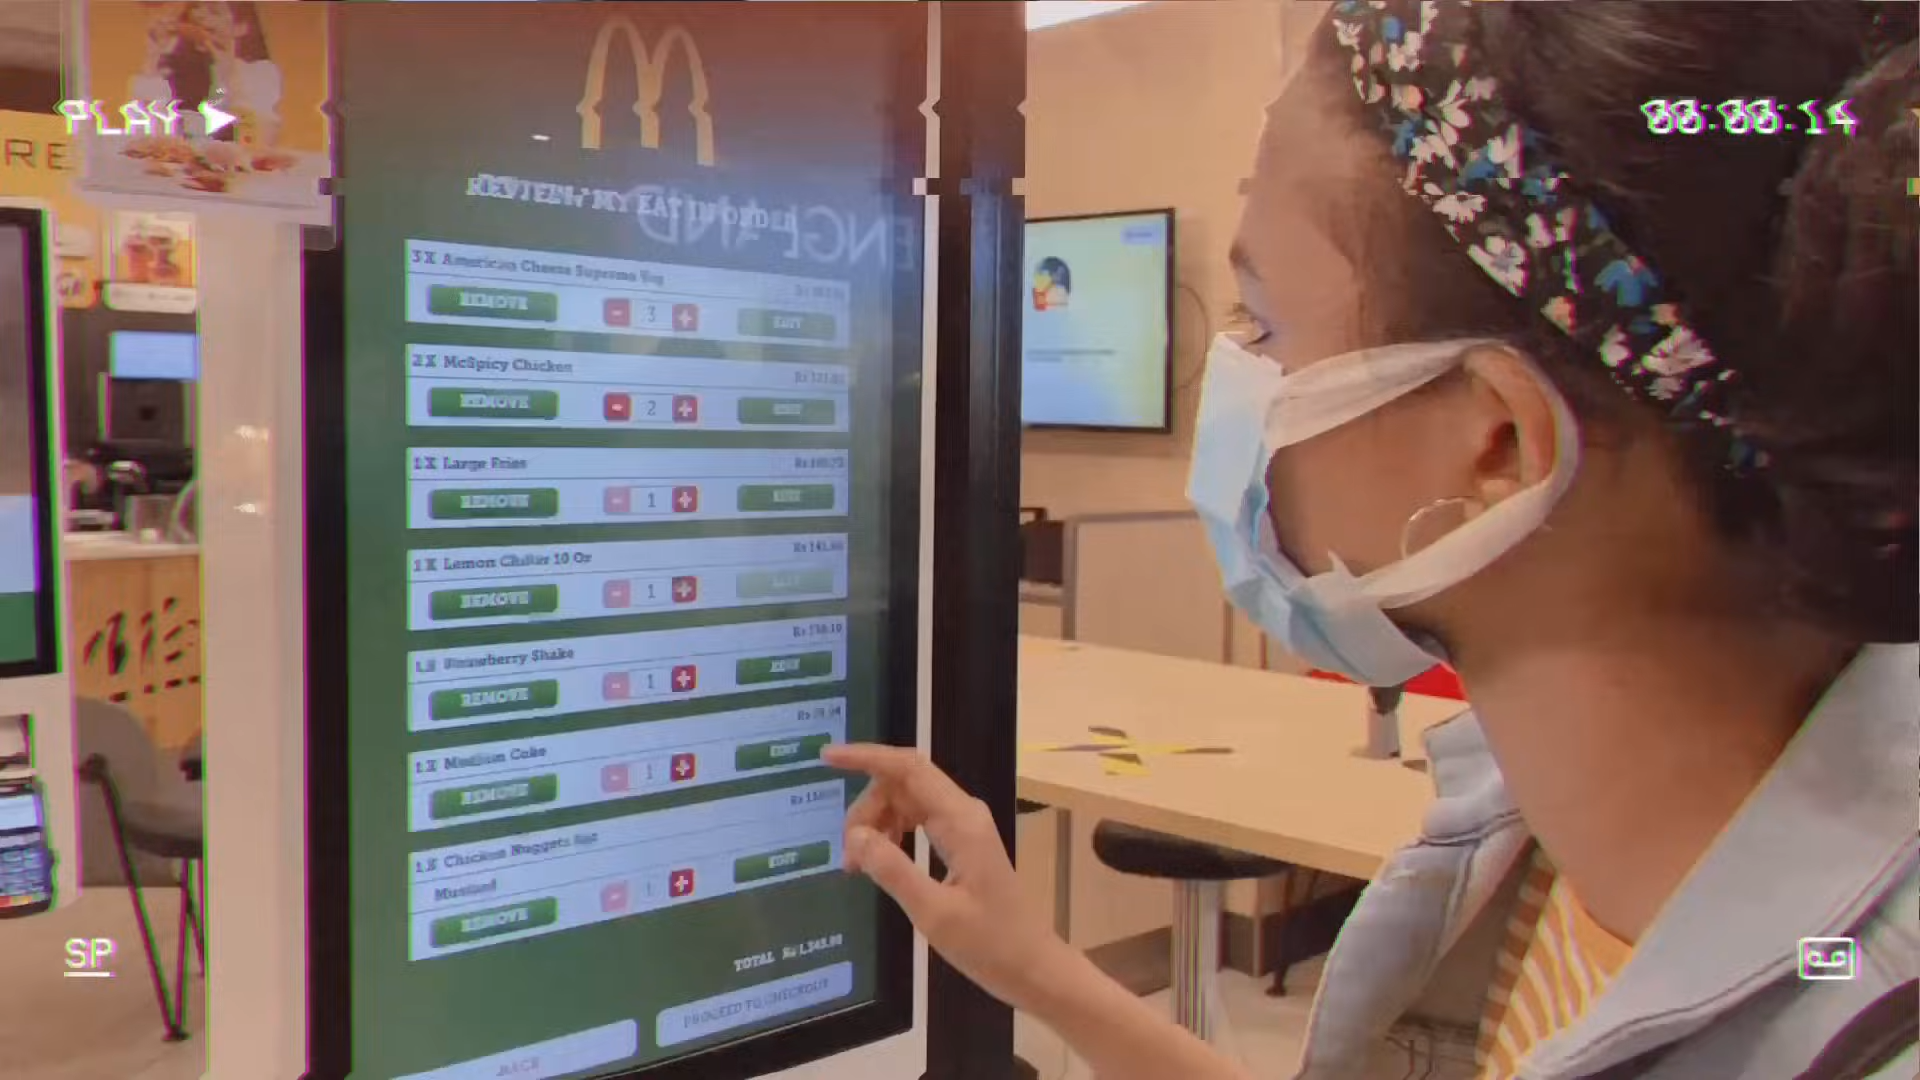 PLAY
00:00:14
RE
REVIEW MY EAT IN ORDER
ENGLAND
3 X American Cheese Supreme Veg
REMOVE - 3 + EDIT
2 X McSpicy Chicken
REMOVE - 2 + EDIT
1 X Large Fries
REMOVE - 1 + EDIT
1 X Lemon Chiller 10 Oz
REMOVE - 1 + EDIT
1 X Strawberry Shake
REMOVE - 1 + EDIT
1 X Medium Coke
REMOVE - 1 + EDIT
1 X Chicken Nuggets
Mustard
REMOVE - 1 + EDIT
TOTAL
PROCEED TO CHECKOUT
BACK
SP